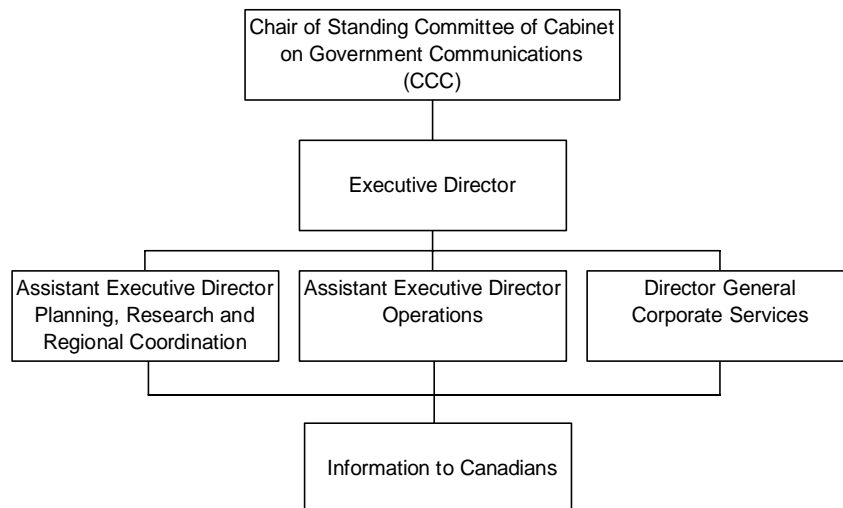 Chair of Standing Committee of Cabinet
on Government Communications
(CCC)
Executive Director
Assistant Executive Director
Planning, Research and
Regional Coordination
Assistant Executive Director
Operations
Director General
Corporate Services
Information to Canadians